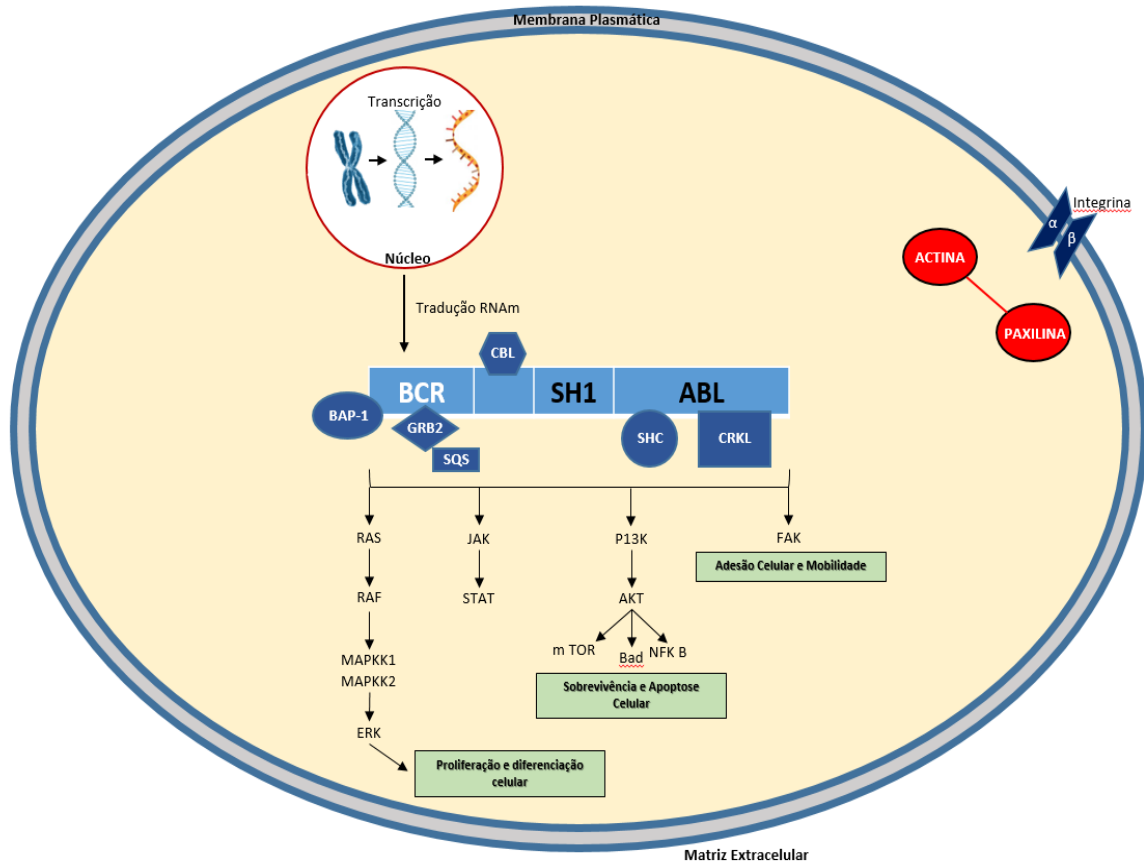 Membrana Plasmática
Transcrição
Núcleo
Integrina
α
β
ACTINA
PAXILINA
Tradução RNAm
CBL
BCR
SH1
ABL
BAP-1
GRB2
SQS
SHC
CRKL
RAS
JAK
P13K
FAK
Adesão Celular e Mobilidade
RAF
STAT
AKT
m TOR
Bad
NFK B
MAPKK1
MAPKK2
Sobrevivência e Apoptose
Celular
ERK
Proliferação e diferenciação
celular
Matriz Extracelular